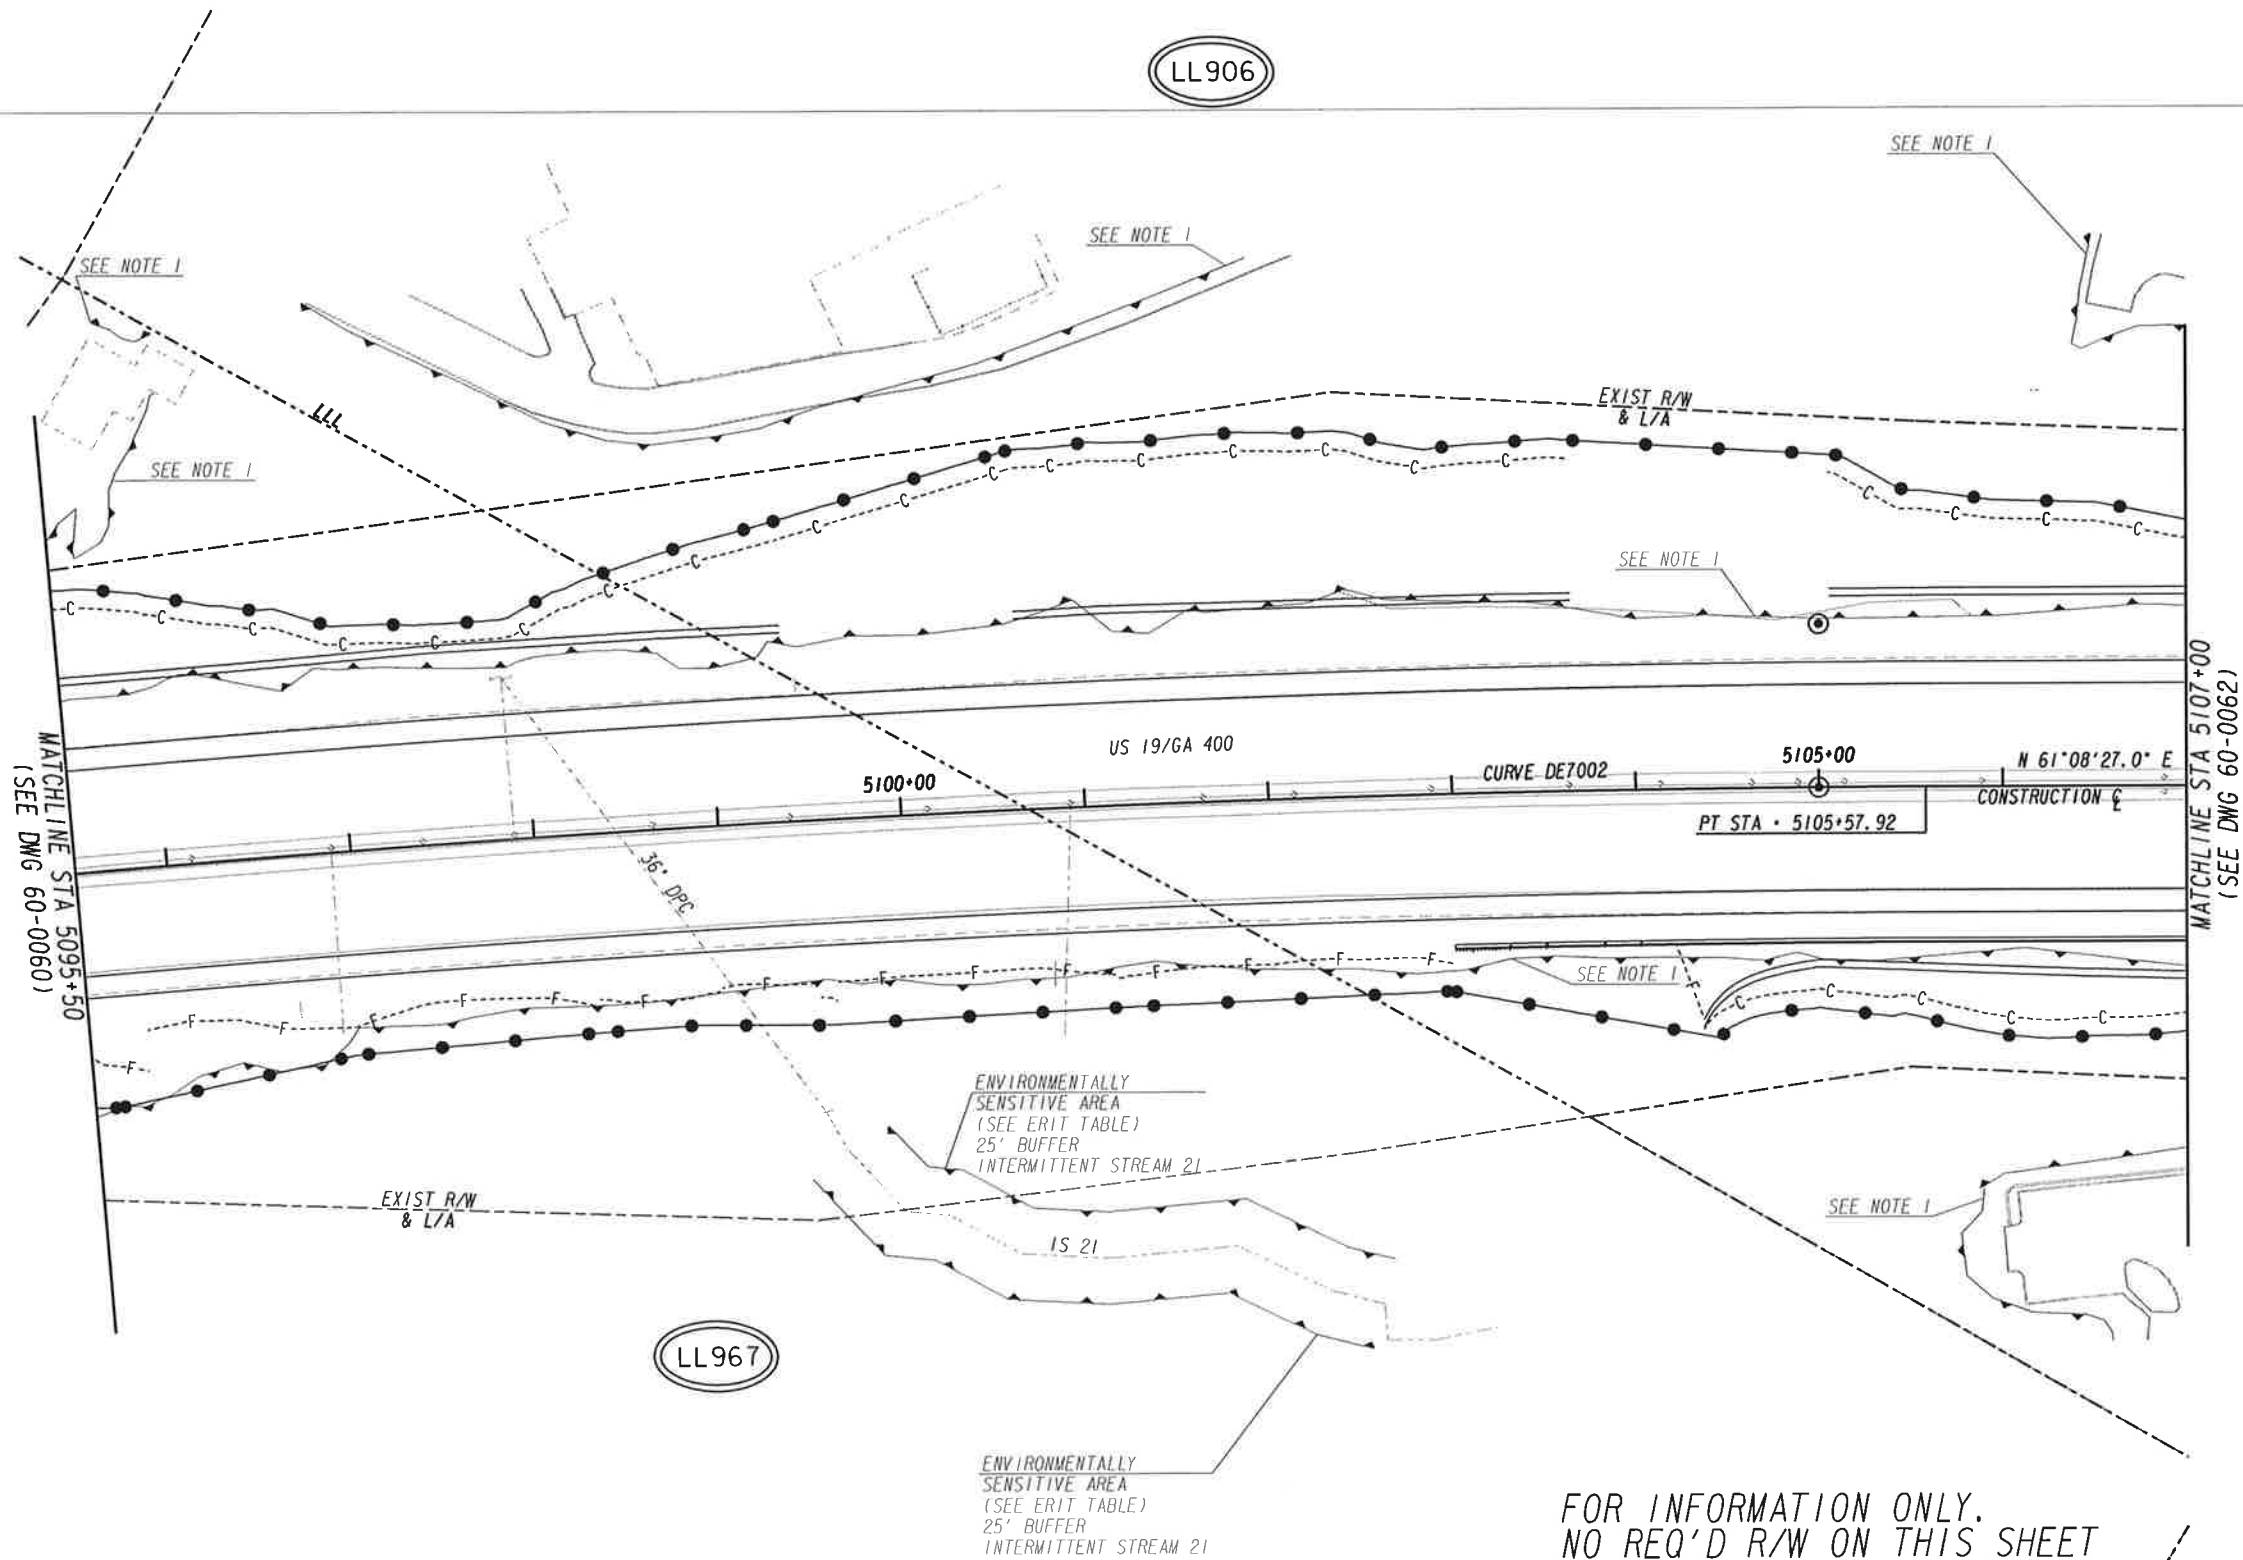 LL906
SEE NOTE 1
SEE NOTE 1
SEE NOTE 1
LLL
EXIST R/W
& L/A
SEE NOTE 1
C C C C C C C C C C C C C C C C C C C
SEE NOTE 1
MATCHLINE STA 5095+50
(SEE DWG 60-0060)
US 19/GA 400
5100+00
CURVE DE7002
5105+00
N 61°08'27.0" E
CONSTRUCTION ℄
PT STA = 5105+57.92
MATCHLINE STA 5107+00
(SEE DWG 60-0062)
36" DPC
F F F F F F F F F F F F F F F F
SEE NOTE 1
C C C C C
ENVIRONMENTALLY
SENSITIVE AREA
(SEE ERIT TABLE)
25' BUFFER
INTERMITTENT STREAM 21
EXIST R/W
& L/A
IS 21
SEE NOTE 1
LL967
ENVIRONMENTALLY
SENSITIVE AREA
(SEE ERIT TABLE)
25' BUFFER
INTERMITTENT STREAM 21
FOR INFORMATION ONLY.
NO REQ'D R/W ON THIS SHEET